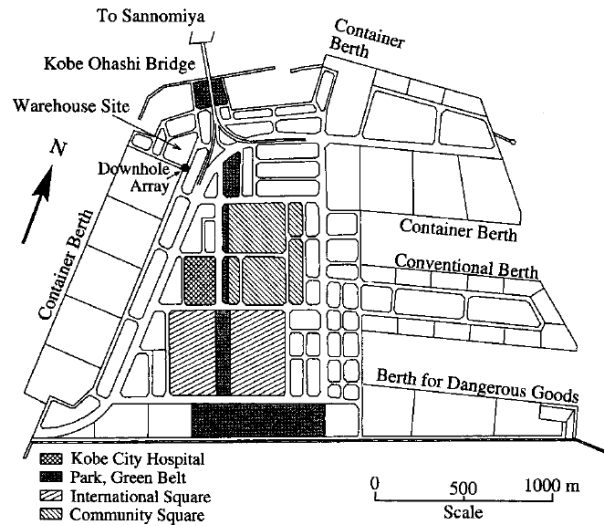 To Sannomiya
Container
Berth
Kobe Ohashi Bridge
Warehouse Site
N
Downhole
Array
Container Berth
Container Berth
Conventional Berth
Berth for Dangerous Goods
Kobe City Hospital
Park, Green Belt
International Square
Community Square
0 500 1000 m
Scale